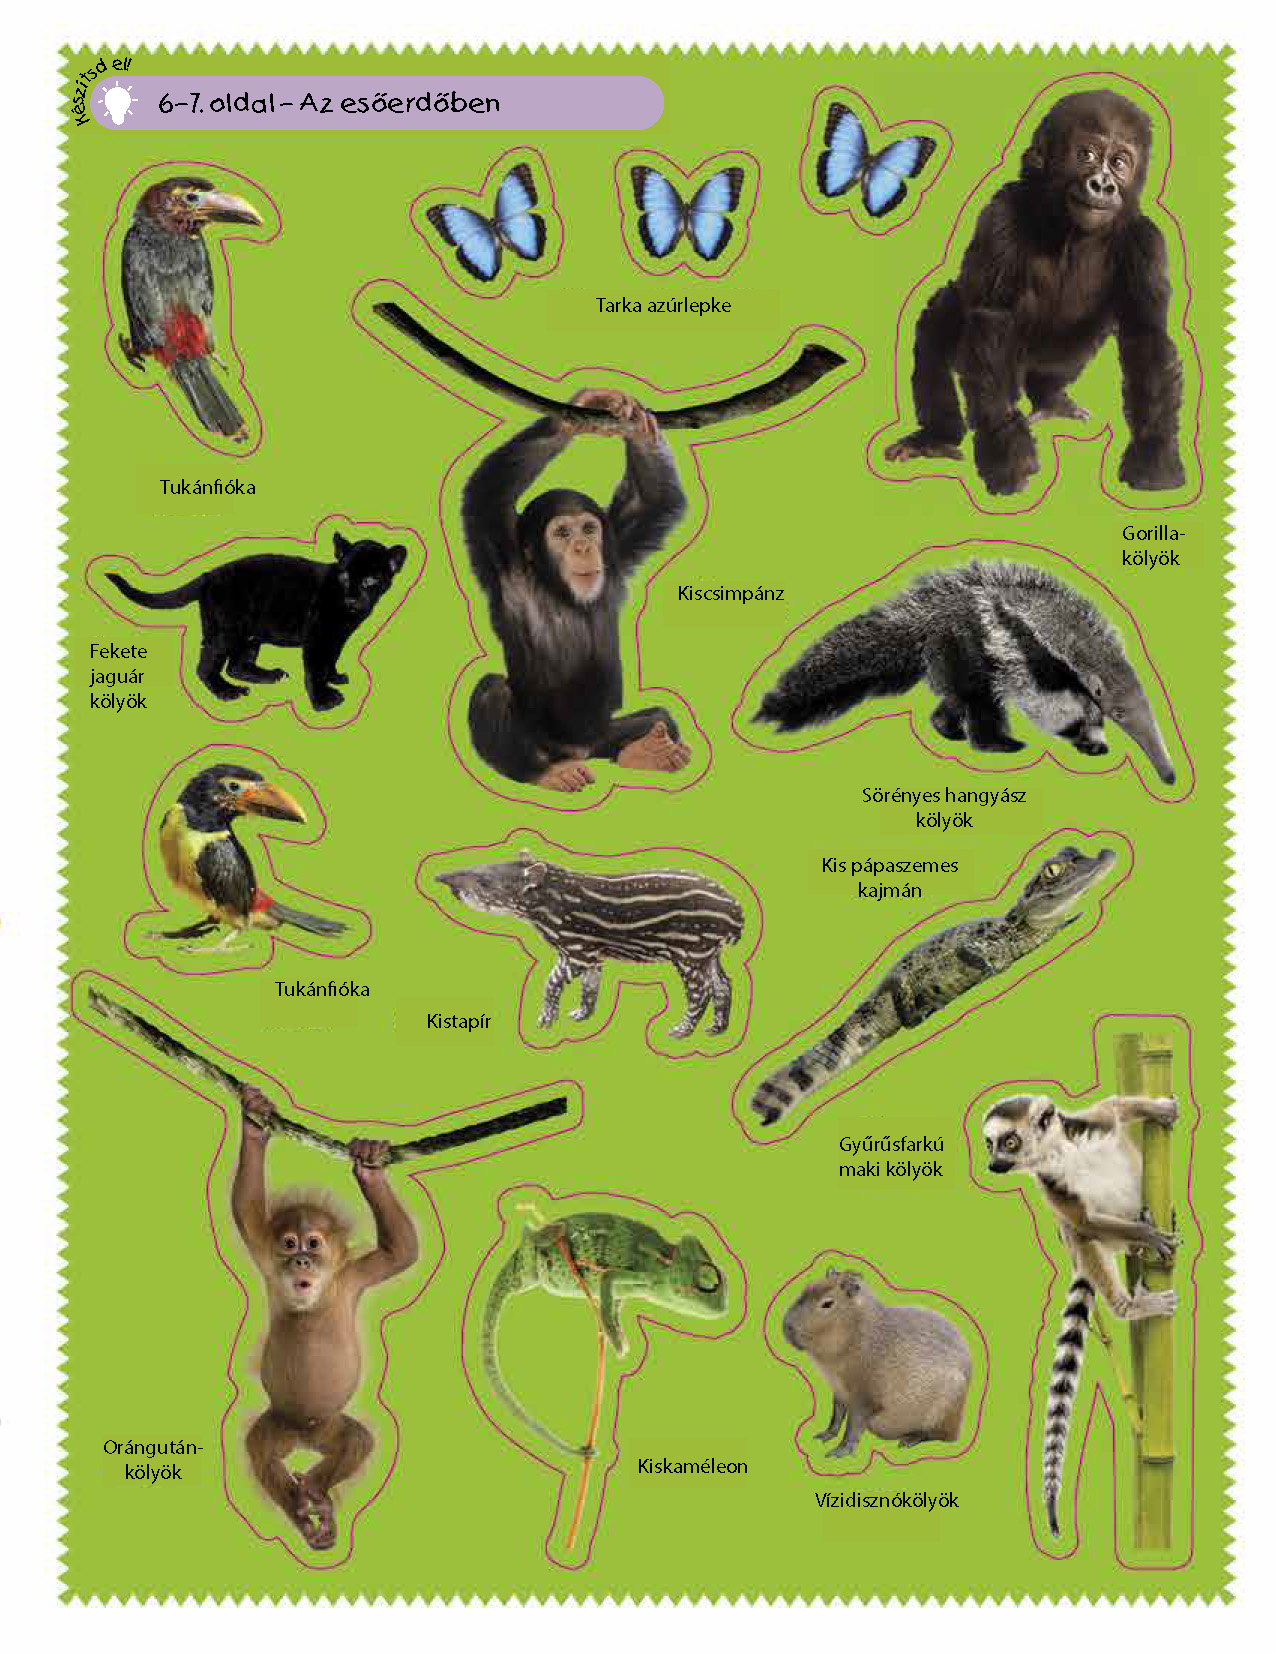 Készítsd el!
6–7. oldal – Az esőerdőben
Tarka azúrlepke
Tukánfióka
Gorilla-
kölyök
Kiscsimpánz
Fekete
jaguár
kölyök
Sörényes hangyász
kölyök
Kis pápaszemes
kajmán
Tukánfióka
Kistapír
Gyűrűsfarkú
maki kölyök
Orángután-
kölyök
Kiskaméleon
Vízidisznókölyök